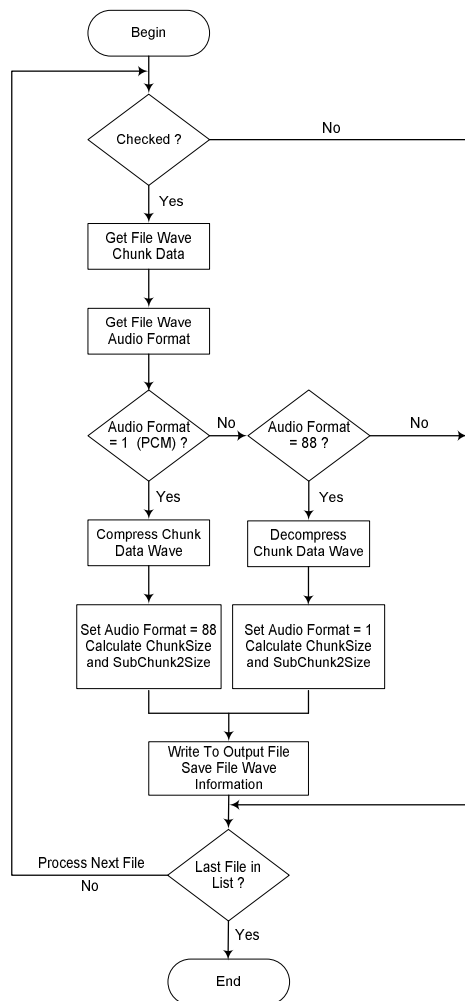 Begin
Checked ?
No
Yes
Get File Wave
Chunk Data
Get File Wave
Audio Format
Audio Format
= 1 (PCM) ?
No
Audio Format
= 88 ?
No
Yes
Yes
Compress Chunk
Data Wave
Decompress
Chunk Data Wave
Set Audio Format = 88
Calculate ChunkSize
and SubChunk2Size
Set Audio Format = 1
Calculate ChunkSize
and SubChunk2Size
Write To Output File
Save File Wave
Information
Process Next File
No
Last File in
List ?
Yes
End